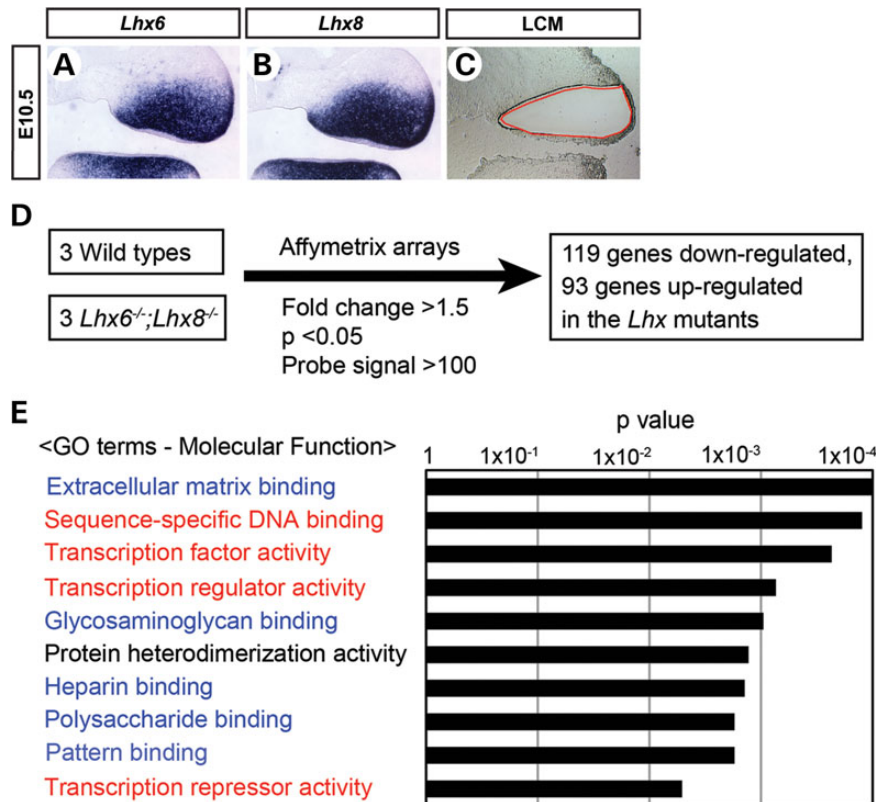 Lhx6
Lhx8
LCM
E10.5
A
B
C
D
3 Wild types
3 Lhx6-/-;Lhx8-/-
Affymetrix arrays
Fold change >1.5
p <0.05
Probe signal >100
119 genes down-regulated,
93 genes up-regulated
in the Lhx mutants
E
p value
<GO terms - Molecular Function>
1 1x10-1 1x10-2 1x10-3 1x10-4
Extracellular matrix binding
Sequence-specific DNA binding
Transcription factor activity
Transcription regulator activity
Glycosaminoglycan binding
Protein heterodimerization activity
Heparin binding
Polysaccharide binding
Pattern binding
Transcription repressor activity